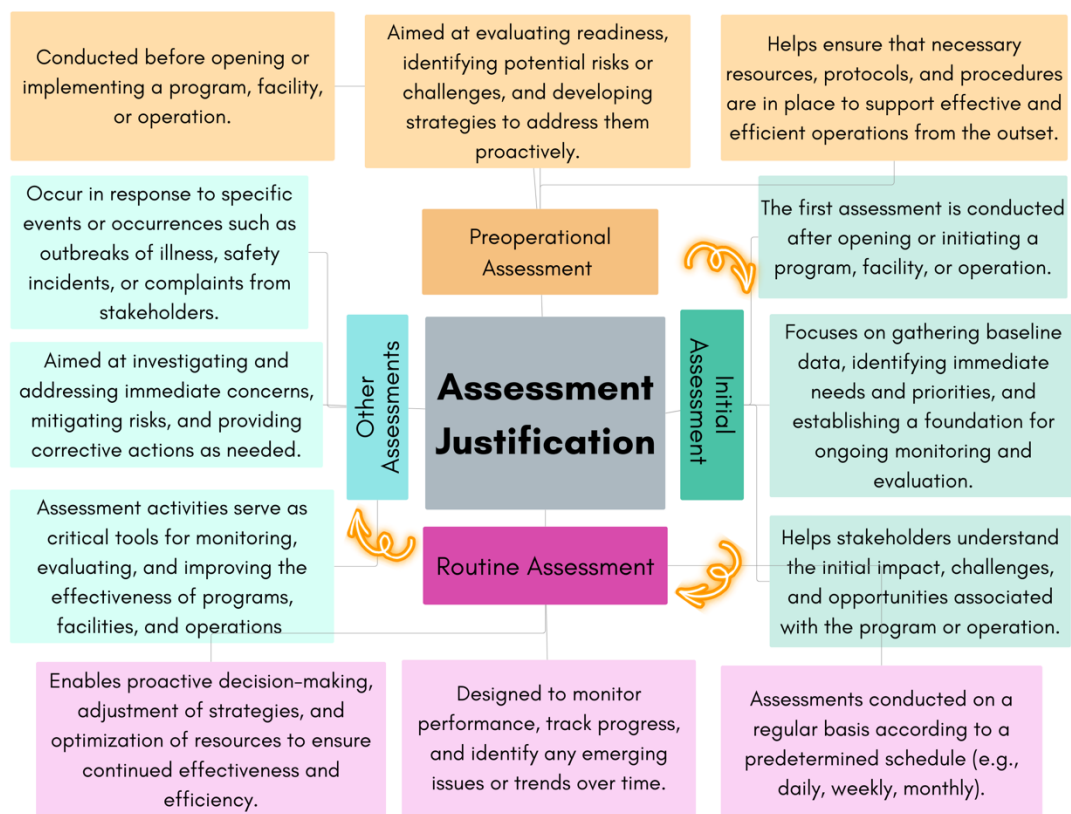 Conducted before opening or
implementing a program, facility,
or operation.
Aimed at evaluating readiness,
identifying potential risks or
challenges, and developing
strategies to address them
proactively.
Helps ensure that necessary
resources, protocols, and procedures
are in place to support effective and
efficient operations from the outset.
Preoperational
Assessment
Occur in response to specific
events or occurrences such as
outbreaks of illness, safety
incidents, or complaints from
stakeholders.
Aimed at investigating and
addressing immediate concerns,
mitigating risks, and providing
corrective actions as needed.
Assessment activities serve as
critical tools for monitoring,
evaluating, and improving the
effectiveness of programs,
facilities, and operations
Other
Assessments
Assessment
Justification
Initial
Assessment
The first assessment is conducted
after opening or initiating a
program, facility, or operation.
Focuses on gathering baseline
data, identifying immediate
needs and priorities, and
establishing a foundation for
ongoing monitoring and
evaluation.
Helps stakeholders understand
the initial impact, challenges,
and opportunities associated
with the program or operation.
Routine Assessment
Enables proactive decision-making,
adjustment of strategies, and
optimization of resources to ensure
continued effectiveness and
efficiency.
Designed to monitor
performance, track progress,
and identify any emerging
issues or trends over time.
Assessments conducted on a
regular basis according to a
predetermined schedule (e.g.,
daily, weekly, monthly).